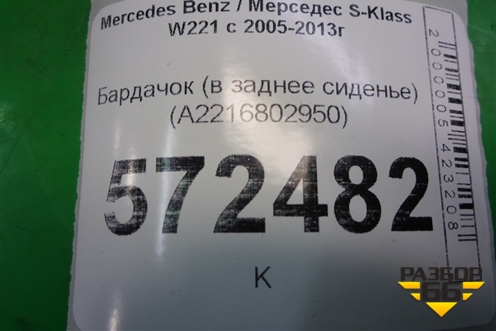 Mercedes Benz / Мерседес S-Klass
W221 с 2005-2013г
Бардачок (в заднее сиденье)
(A2216802950)
572482
K
2000005423208
РАЗБОР
66